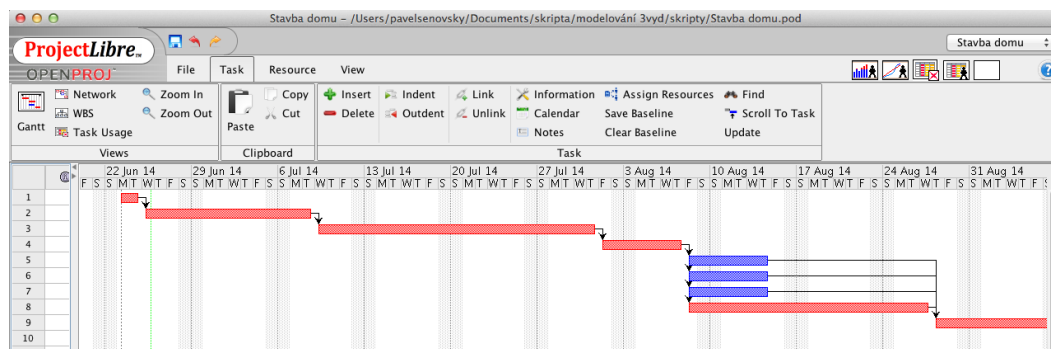 Stavba domu – /Users/pavelsenovsky/Documents/skripta/modelování 3vyd/skripty/Stavba domu.pod
ProjectLibre™
OPENPROJ
Stavba domu
File Task Resource View
Network Zoom In Copy Insert Indent Link Information Assign Resources Find
WBS Zoom Out Cut Delete Outdent Unlink Calendar Save Baseline Scroll To Task
Gantt Task Usage Paste Notes Clear Baseline Update
Views Clipboard Task
22 Jun 14 29 Jun 14 6 Jul 14 13 Jul 14 20 Jul 14 27 Jul 14 3 Aug 14 10 Aug 14 17 Aug 14 24 Aug 14 31 Aug 14
F S S M T W T F S S M T W T F S S M T W T F S S M T W T F S S M T W T F S S M T W T F S S M T W T F S S M T W T F S S M T W T F S S M T W T F S S M T W T F S
1
2
3
4
5
6
7
8
9
10